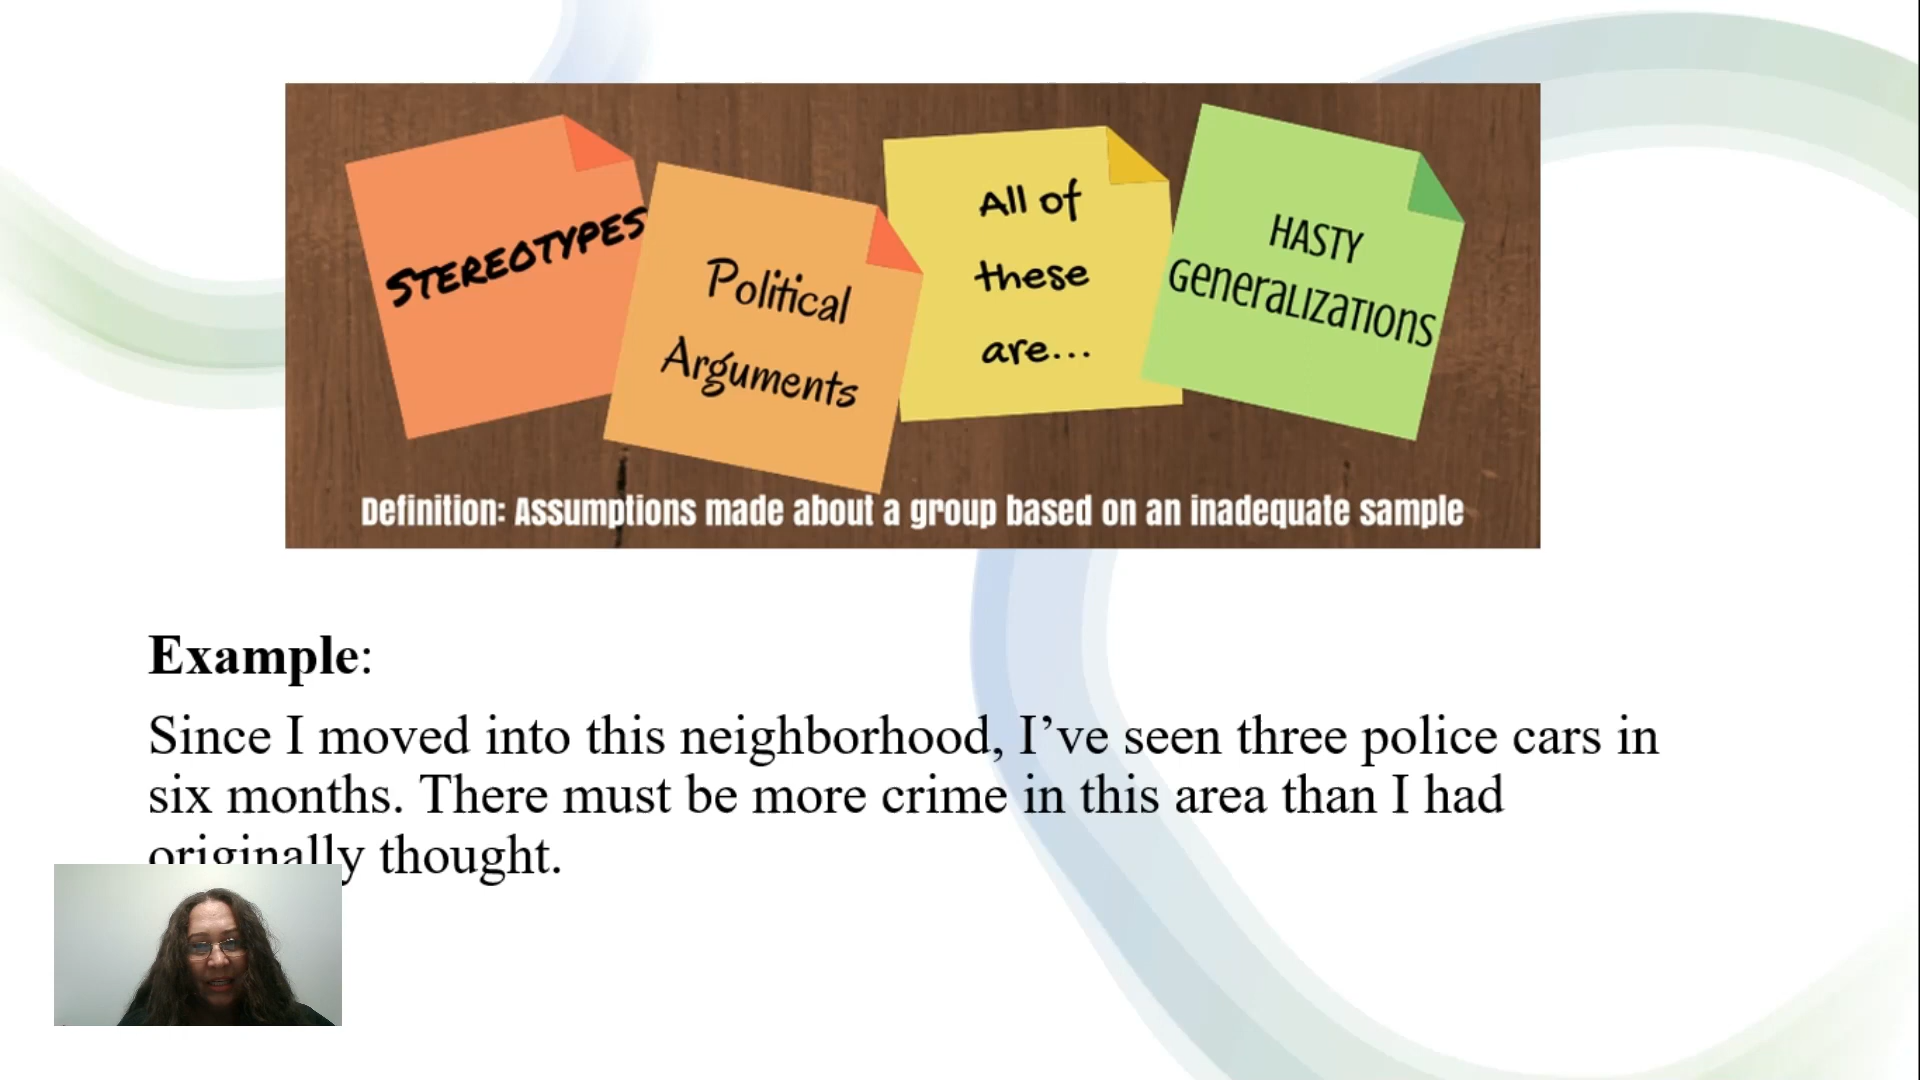 STEREOTYPES
Political
Arguments
All of
these
are...
HASTY
Generalizations
Definition: Assumptions made about a group based on an inadequate sample
Example:
Since I moved into this neighborhood, I’ve seen three police cars in
six months. There must be more crime in this area than I had
originally thought.